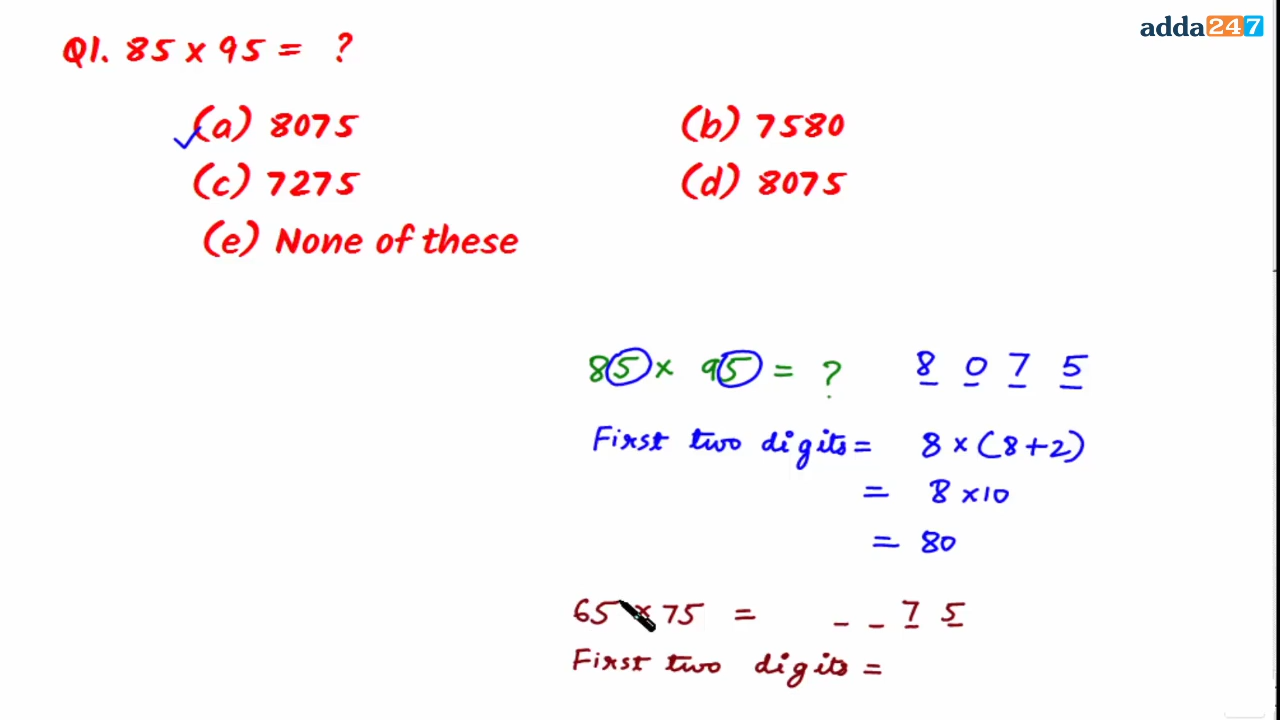 adda247
Q1. 85 x 95 = ?
(a) 8075 (b) 7580
(c) 7275 (d) 8075
(e) None of these
85 × 95 = ? 8 0 7 5
First two digits = 8 × (8+2)
= 8 ×10
= 80
65 × 75 = _ _ 7 5
First two digits =